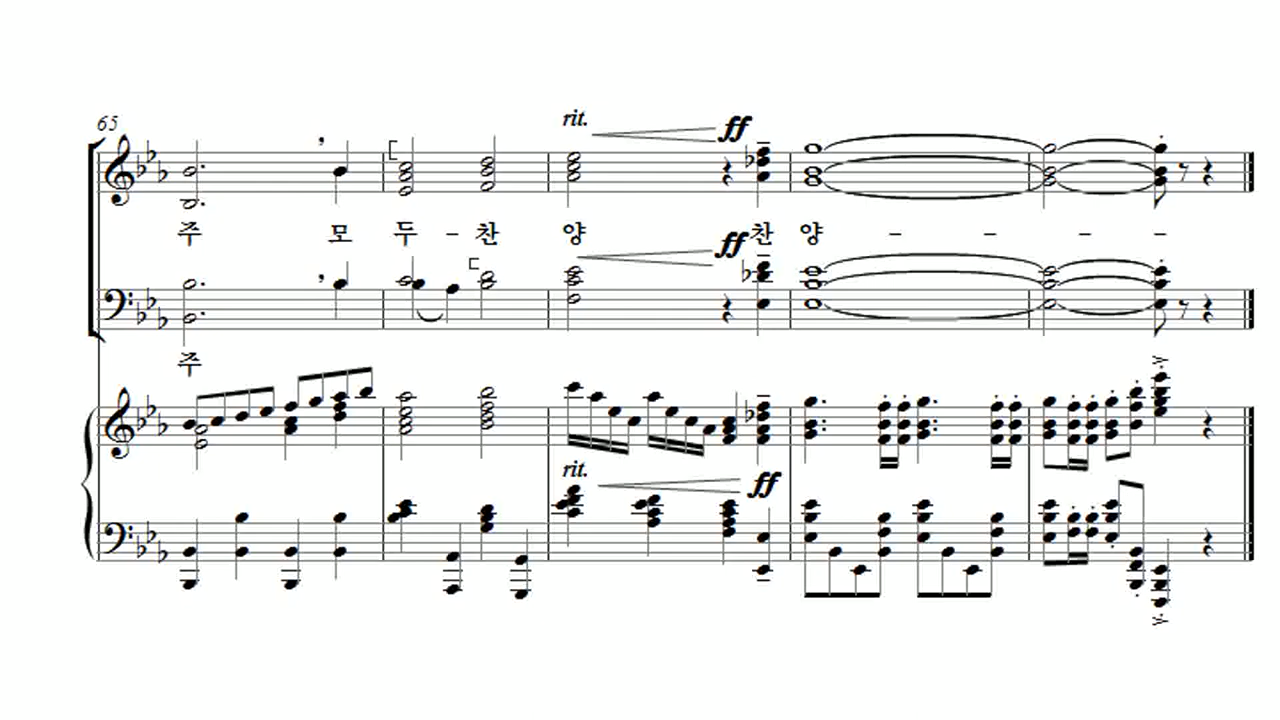 65
rit. ff
주 모 두 - 찬 양 찬 양 - - - -
ff
주
rit. ff